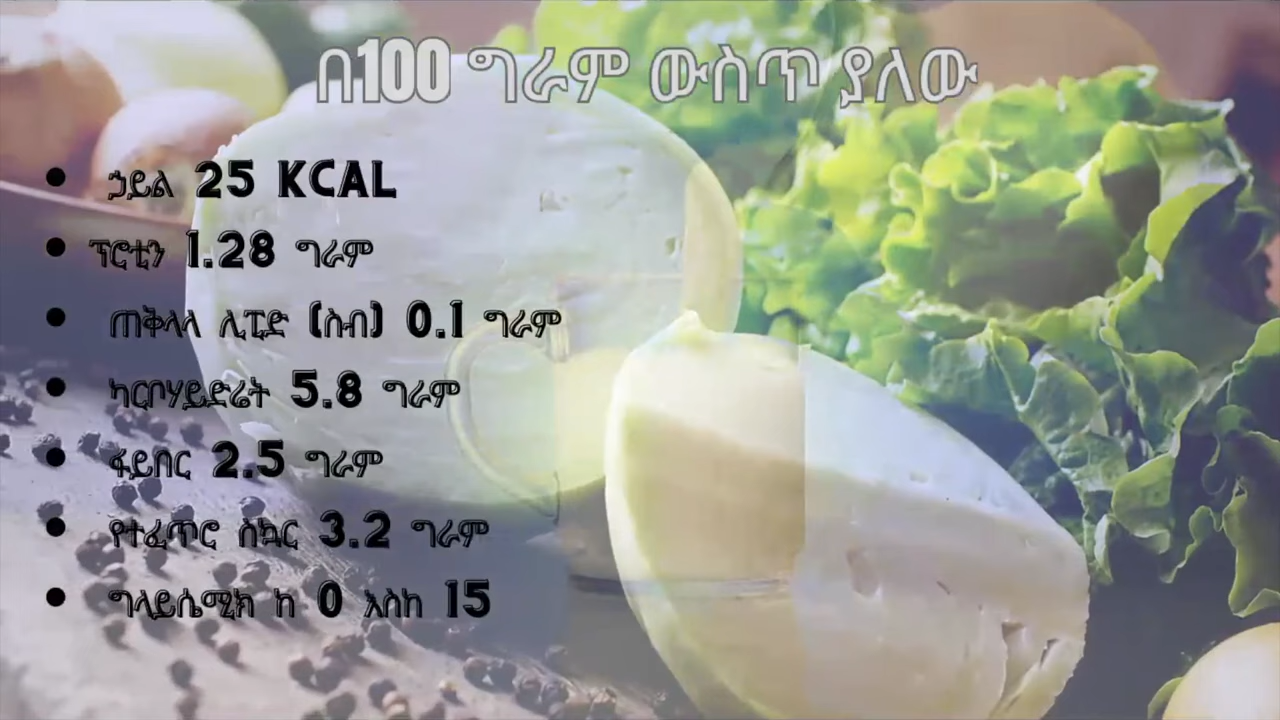 በ100 ግራም ውስጥ ያለው
• ኃይል 25 KCAL
• ፕሮቲን 1.28 ግራም
• ጠቅላላ ሊፒድ (ስብ) 0.1 ግራም
• ካርቦሃይድሬት 5.8 ግራም
• ፋይበር 2.5 ግራም
• የተፈጥሮ ስኳር 3.2 ግራም
• ግላይሴሚክ ከ 0 እስከ 15